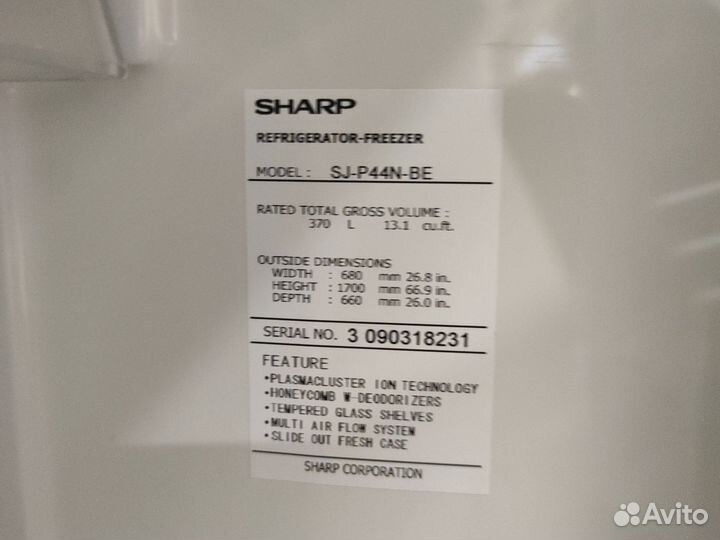 SHARP
REFRIGERATOR-FREEZER
MODEL : SJ-P44N-BE
RATED TOTAL GROSS VOLUME :
370 L 13.1 cu.ft.
OUTSIDE DIMENSIONS
WIDTH : 680 mm 26.8 in.
HEIGHT : 1700 mm 66.9 in.
DEPTH : 660 mm 26.0 in.
SERIAL NO. 3 090318231
FEATURE
•PLASMACLUSTER ION TECHNOLOGY
•HONEYCOMB W-DEODORIZERS
•TEMPERED GLASS SHELVES
•MULTI AIR FLOW SYSTEM
•SLIDE OUT FRESH CASE
SHARP CORPORATION
Avito